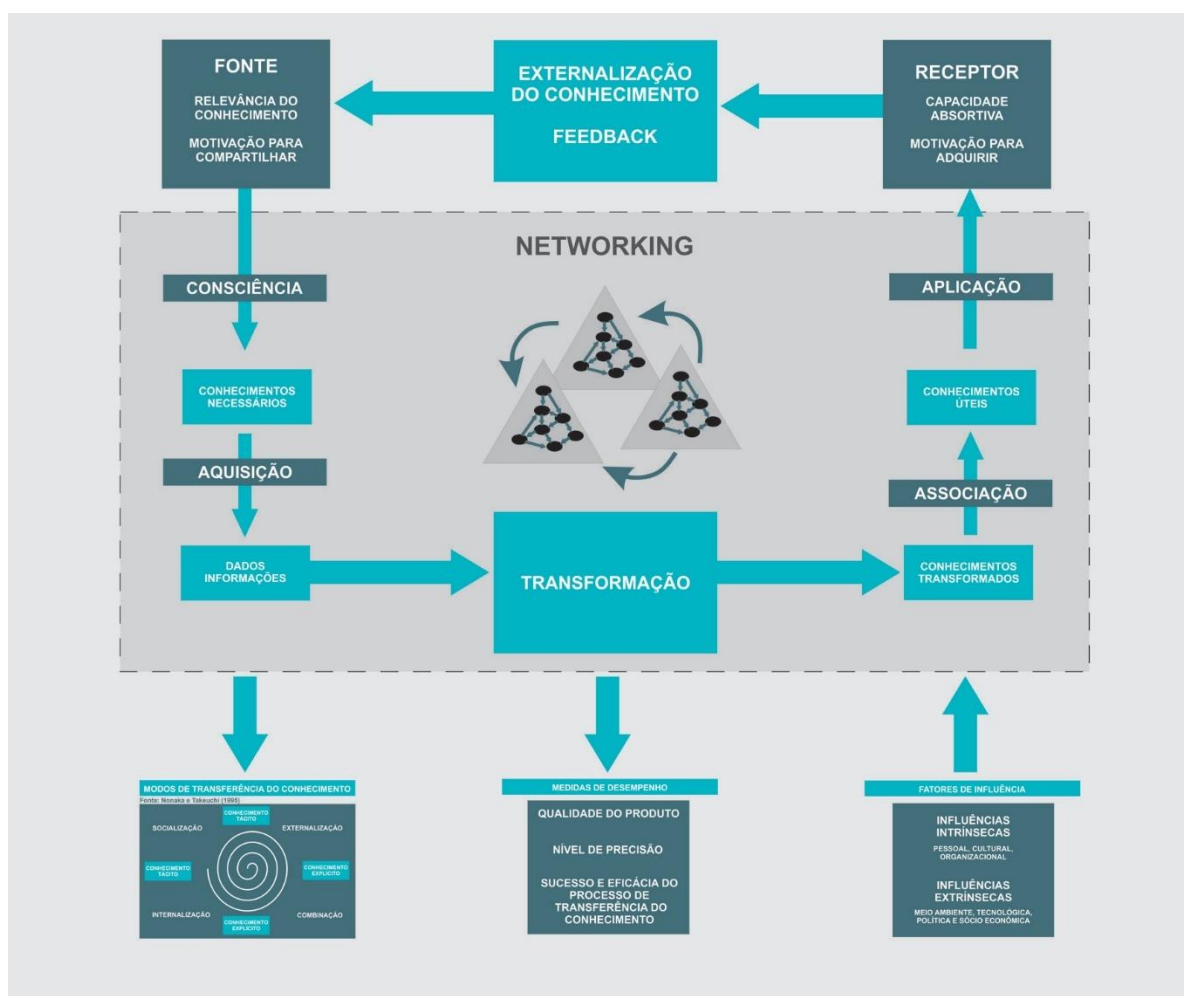 FONTE
RELEVÂNCIA DO
CONHECIMENTO
MOTIVAÇÃO PARA
COMPARTILHAR
EXTERNALIZAÇÃO
DO CONHECIMENTO
FEEDBACK
RECEPTOR
CAPACIDADE
ABSORTIVA
MOTIVAÇÃO PARA
ADQUIRIR
NETWORKING
CONSCIÊNCIA
CONHECIMENTOS
NECESSÁRIOS
AQUISIÇÃO
DADOS
INFORMAÇÕES
TRANSFORMAÇÃO
APLICAÇÃO
CONHECIMENTOS
ÚTEIS
ASSOCIAÇÃO
CONHECIMENTOS
TRANSFORMADOS
MODOS DE TRANSFERÊNCIA DO CONHECIMENTO
Fonte: Nonaka e Takeuchi (1995)
CONHECIMENTO
TÁCITO
SOCIALIZAÇÃO
EXTERNALIZAÇÃO
CONHECIMENTO
TÁCITO
CONHECIMENTO
EXPLÍCITO
INTERNALIZAÇÃO
COMBINAÇÃO
CONHECIMENTO
EXPLÍCITO
MEDIDAS DE DESEMPENHO
QUALIDADE DO PRODUTO
NÍVEL DE PRECISÃO
SUCESSO E EFICÁCIA DO
PROCESSO DE
TRANSFERÊNCIA DO
CONHECIMENTO
FATORES DE INFLUÊNCIA
INFLUÊNCIAS
INTRÍNSECAS
PESSOAL, CULTURAL,
ORGANIZACIONAL
INFLUÊNCIAS
EXTRÍNSECAS
MEIO AMBIENTE, TECNOLÓGICA,
POLÍTICA E SÓCIO ECONÔMICA